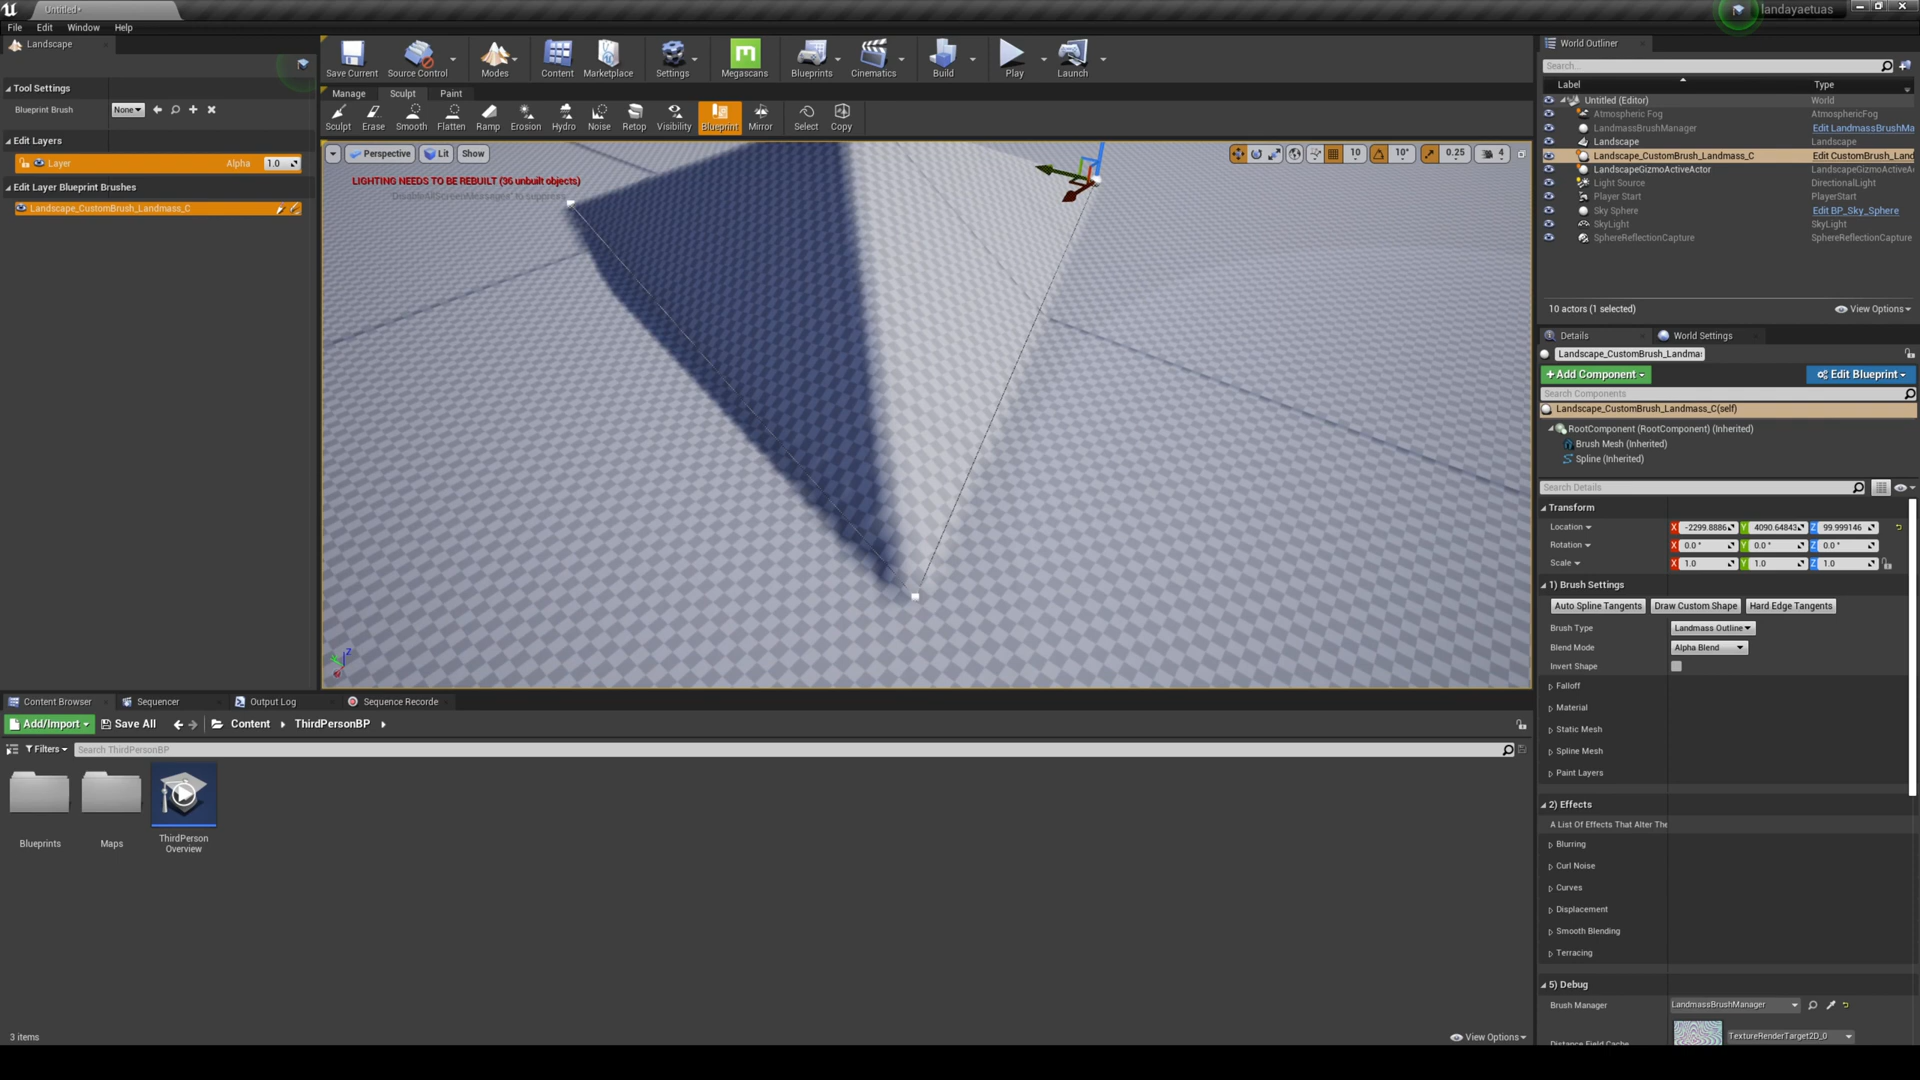 Untitled*
landayaetuas
File Edit Window Help
Landscape
Tool Settings
Blueprint Brush None
Edit Layers
Layer Alpha 1.0
Edit Layer Blueprint Brushes
Landscape_CustomBrush_Landmass_C
Save Current Source Control Modes Content Marketplace Settings Megascans Blueprints Cinematics Build Play Launch
Manage Sculpt Paint
Sculpt Erase Smooth Flatten Ramp Erosion Hydro Noise Retop Visibility Blueprint Mirror Select Copy
Perspective Lit Show 10 10° 0.25 4
LIGHTING NEEDS TO BE REBUILT (36 unbuilt objects)
'DisableAllScreenMessages' to suppress
Z
World Outliner
Search...
Label Type
Untitled (Editor) World
Atmospheric Fog AtmosphericFog
LandmassBrushManager Edit LandmassBrushMa
Landscape Landscape
Landscape_CustomBrush_Landmass_C Edit CustomBrush_Land
LandscapeGizmoActiveActor LandscapeGizmoActiveA
Light Source DirectionalLight
Player Start PlayerStart
Sky Sphere Edit BP_Sky_Sphere
SkyLight SkyLight
SphereReflectionCapture SphereReflectionCapture
10 actors (1 selected) View Options
Details World Settings
Landscape_CustomBrush_Landma
+Add Component Edit Blueprint
Search Components
Landscape_CustomBrush_Landmass_C(self)
RootComponent (RootComponent) (Inherited)
Brush Mesh (Inherited)
Spline (Inherited)
Search Details
Transform
Location X -2299.8886 Y 4090.64843 Z 99.999146
Rotation X 0.0 ° Y 0.0 ° Z 0.0 °
Scale X 1.0 Y 1.0 Z 1.0
1) Brush Settings
Auto Spline Tangents Draw Custom Shape Hard Edge Tangents
Brush Type Landmass Outline
Blend Mode Alpha Blend
Invert Shape
Falloff
Material
Static Mesh
Spline Mesh
Paint Layers
2) Effects
A List Of Effects That Alter The
Blurring
Curl Noise
Curves
Displacement
Smooth Blending
Terracing
5) Debug
Brush Manager LandmassBrushManager
Distance Field Cache TextureRenderTarget2D_0
Content Browser Sequencer Output Log Sequence Recorde
Add/Import Save All Content ThirdPersonBP
Filters Search ThirdPersonBP
Blueprints Maps ThirdPerson
Overview
3 items View Options